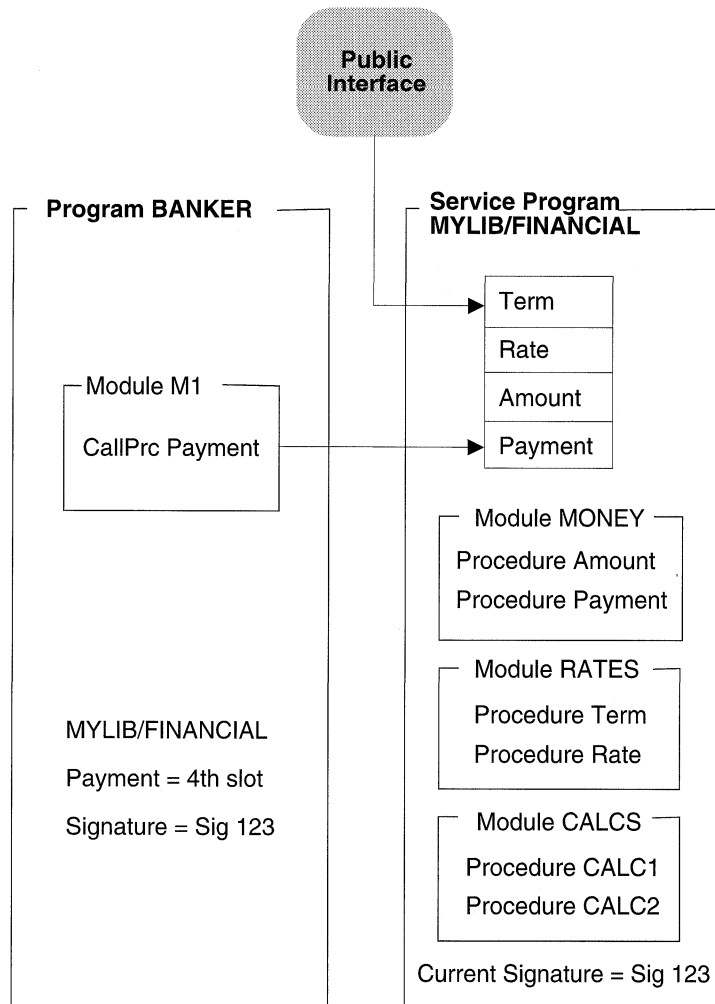 Public
Interface
Program BANKER
Service Program
MYLIB/FINANCIAL
Term
Rate
Amount
Payment
Module M1
CallPrc Payment
Module MONEY
Procedure Amount
Procedure Payment
Module RATES
Procedure Term
Procedure Rate
MYLIB/FINANCIAL
Payment = 4th slot
Signature = Sig 123
Module CALCS
Procedure CALC1
Procedure CALC2
Current Signature = Sig 123